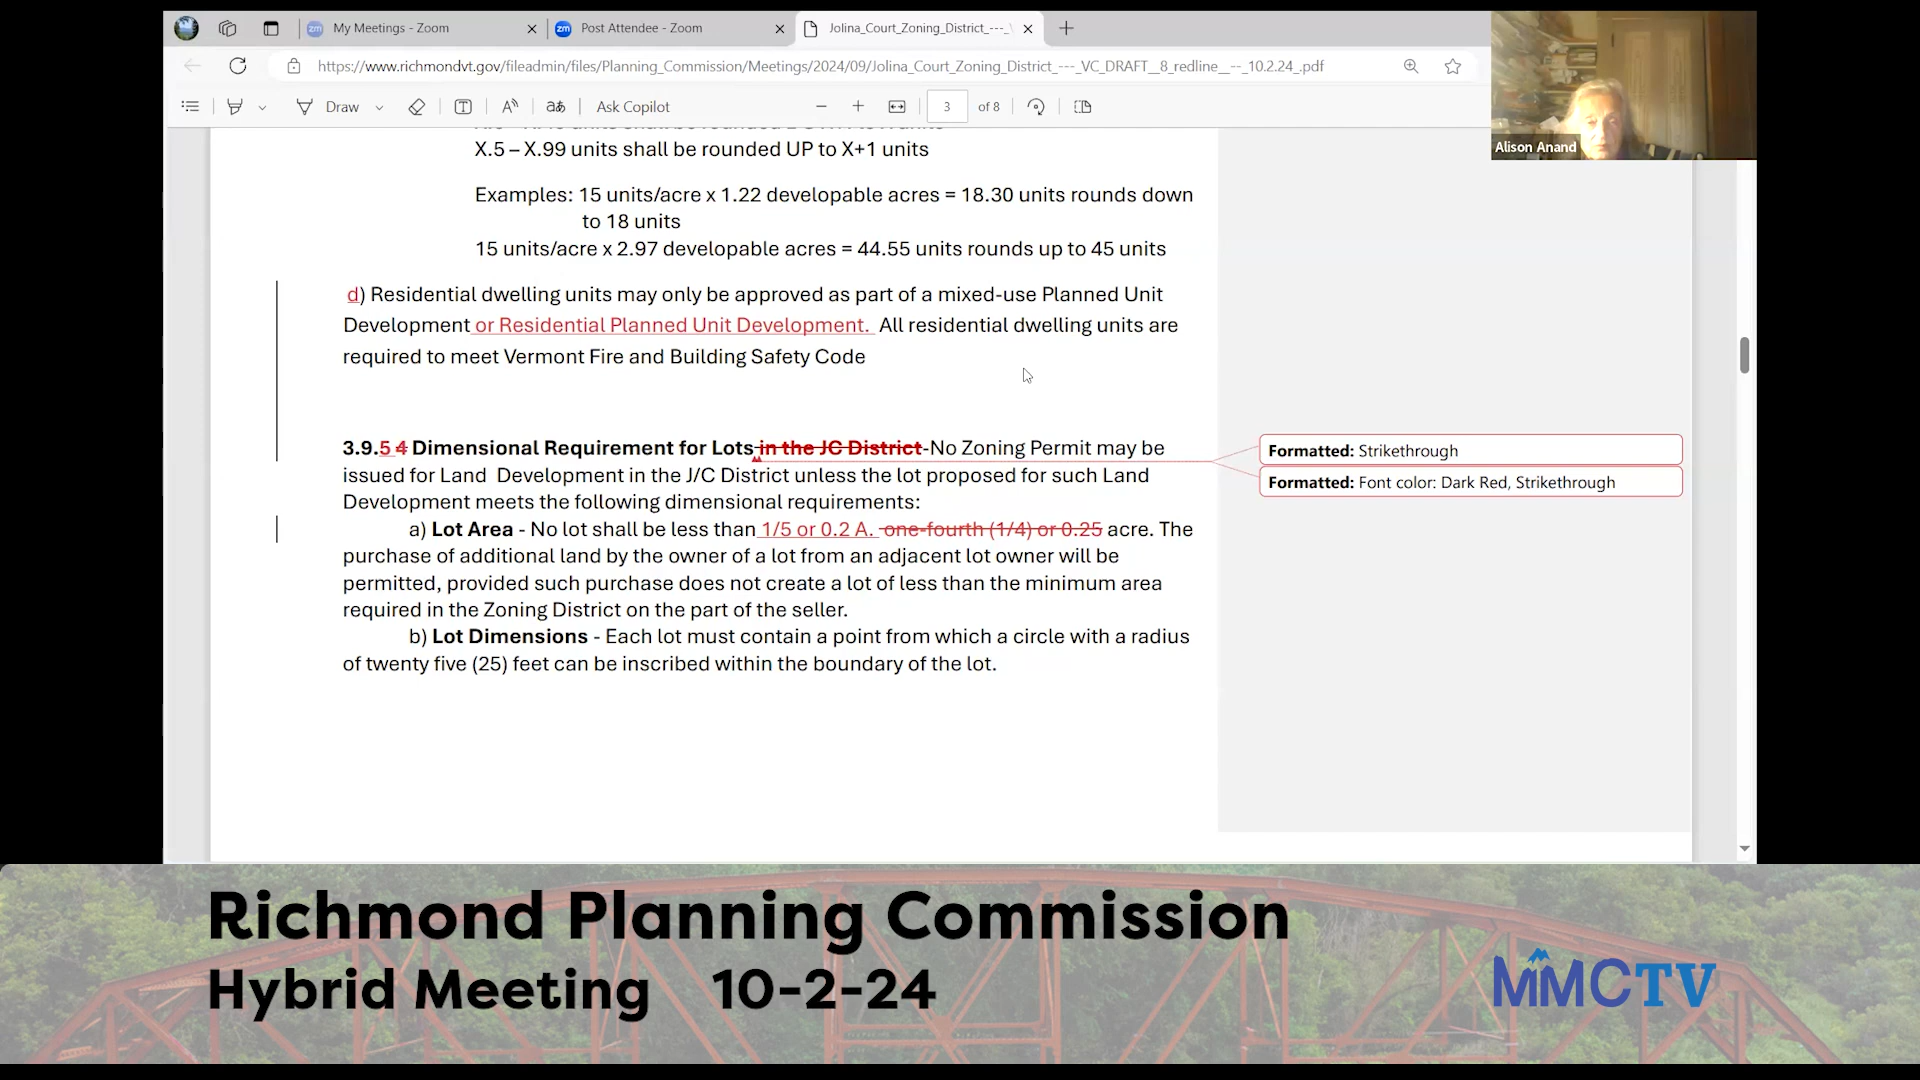 My Meetings - Zoom
Post Attendee - Zoom
Jolina_Court_Zoning_District_---_
https://www.richmondvt.gov/fileadmin/files/Planning_Commission/Meetings/2024/09/Jolina_Court_Zoning_District_---_VC_DRAFT__8_redline__--_10.2.24_.pdf
Draw
Ask Copilot
3
of 8
Alison Anand
X.5 – X.99 units shall be rounded UP to X+1 units
Examples: 15 units/acre x 1.22 developable acres = 18.30 units rounds down
to 18 units
15 units/acre x 2.97 developable acres = 44.55 units rounds up to 45 units
d) Residential dwelling units may only be approved as part of a mixed-use Planned Unit
Development or Residential Planned Unit Development.  All residential dwelling units are
required to meet Vermont Fire and Building Safety Code
3.9.5 4 Dimensional Requirement for Lots in the JC District-No Zoning Permit may be
issued for Land  Development in the J/C District unless the lot proposed for such Land
Development meets the following dimensional requirements:
a) Lot Area - No lot shall be less than 1/5 or 0.2 A.  one-fourth (1/4) or 0.25 acre. The
purchase of additional land by the owner of a lot from an adjacent lot owner will be
permitted, provided such purchase does not create a lot of less than the minimum area
required in the Zoning District on the part of the seller.
b) Lot Dimensions - Each lot must contain a point from which a circle with a radius
of twenty five (25) feet can be inscribed within the boundary of the lot.
Formatted: Strikethrough
Formatted: Font color: Dark Red, Strikethrough
Richmond Planning Commission
Hybrid Meeting 10-2-24
MMCTV